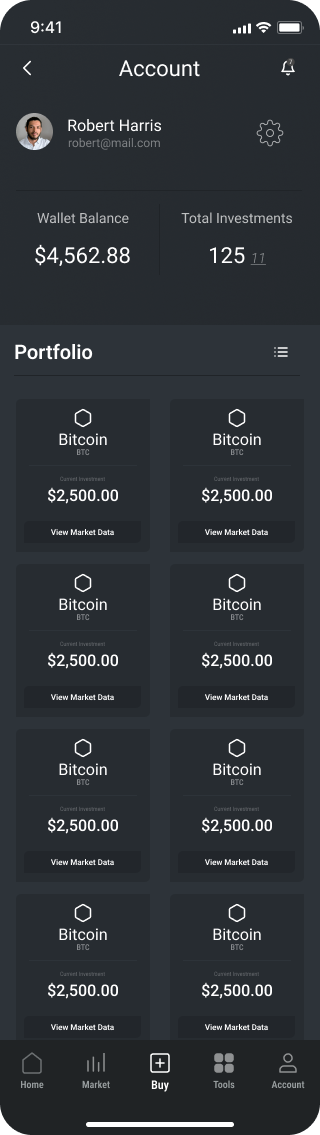 9:41
Account
Robert Harris
robert@mail.com
Wallet Balance
Total Investments
$4,562.88
125 11
Portfolio
Bitcoin
BTC
Current Investment
$2,500.00
View Market Data
Bitcoin
BTC
Current Investment
$2,500.00
View Market Data
Bitcoin
BTC
Current Investment
$2,500.00
View Market Data
Bitcoin
BTC
Current Investment
$2,500.00
View Market Data
Bitcoin
BTC
Current Investment
$2,500.00
View Market Data
Bitcoin
BTC
Current Investment
$2,500.00
View Market Data
Bitcoin
BTC
Current Investment
$2,500.00
View Market Data
Bitcoin
BTC
Current Investment
$2,500.00
View Market Data
Home
Market
Buy
Tools
Account